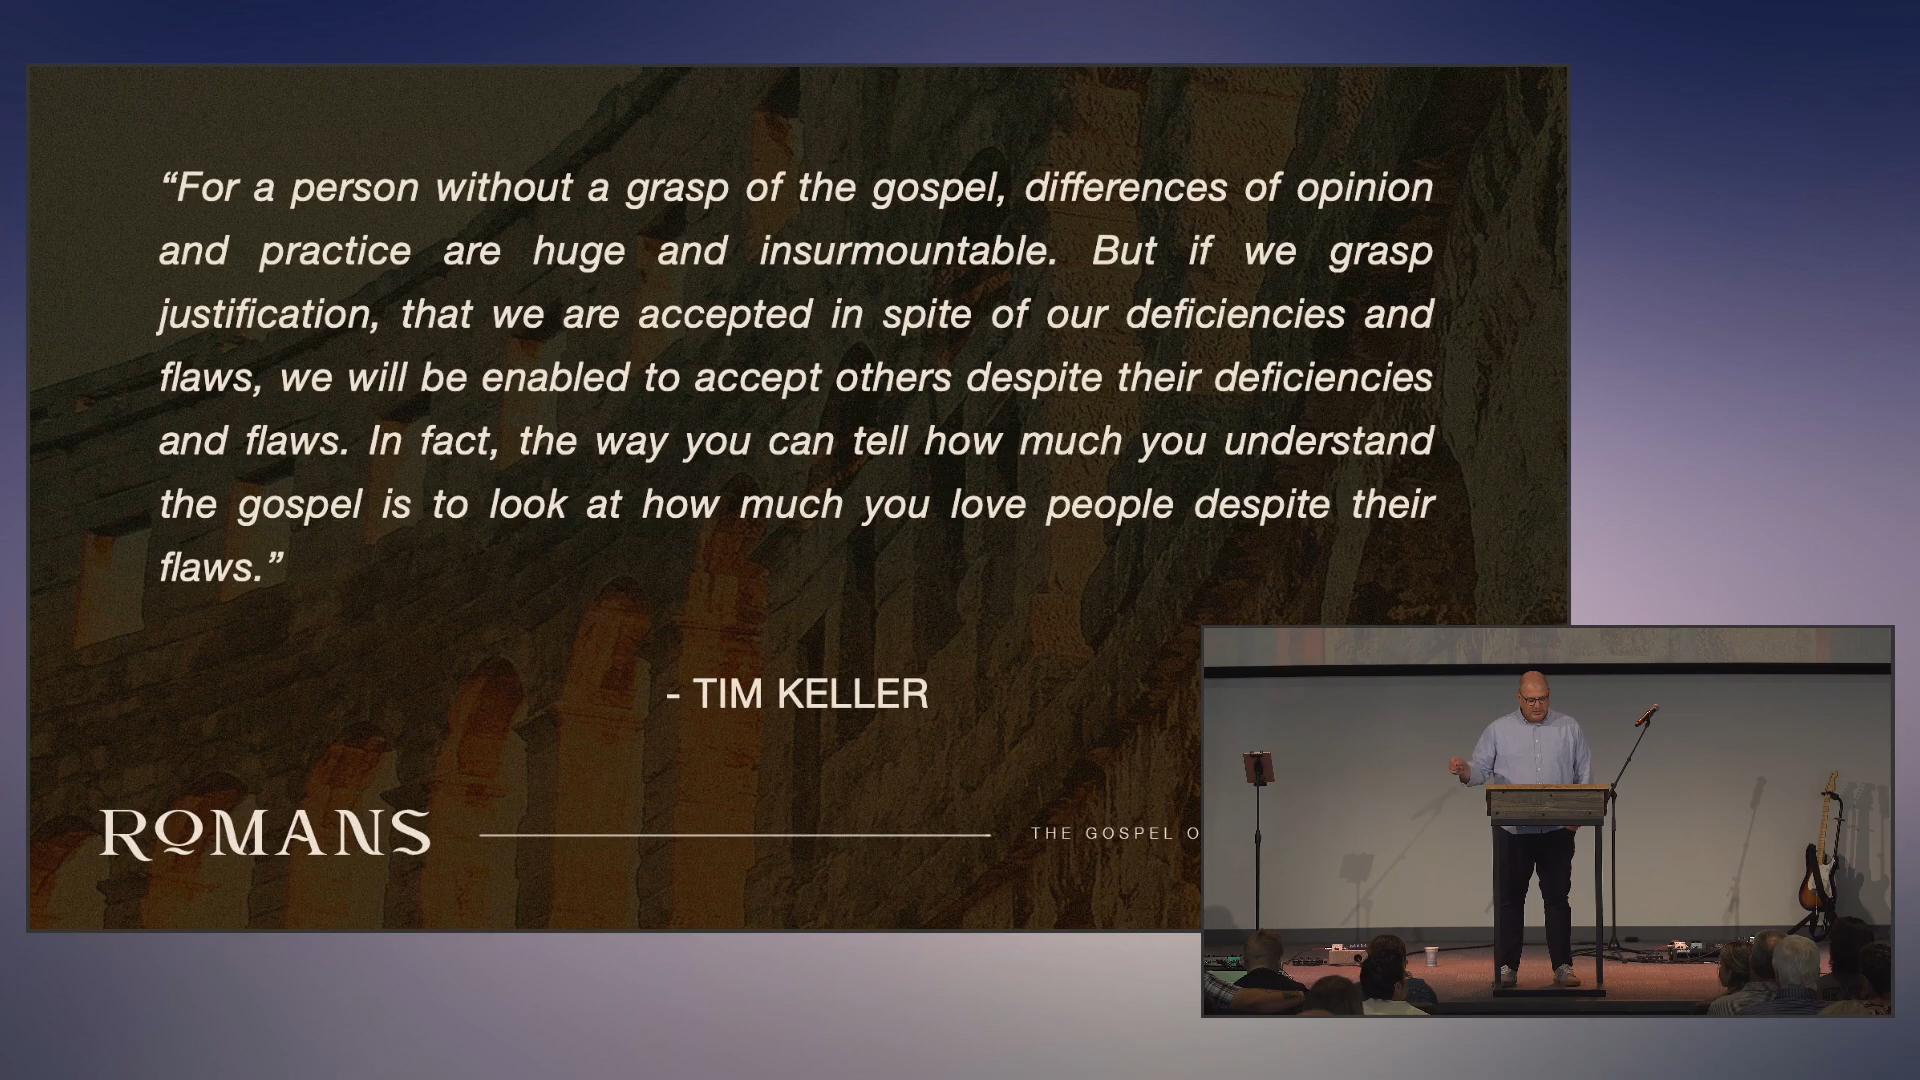 “For a person without a grasp of the gospel, differences of opinion
and practice are huge and insurmountable. But if we grasp
justification, that we are accepted in spite of our deficiencies and
flaws, we will be enabled to accept others despite their deficiencies
and flaws. In fact, the way you can tell how much you understand
the gospel is to look at how much you love people despite their
flaws.”
- TIM KELLER
ROMANS
THE GOSPEL